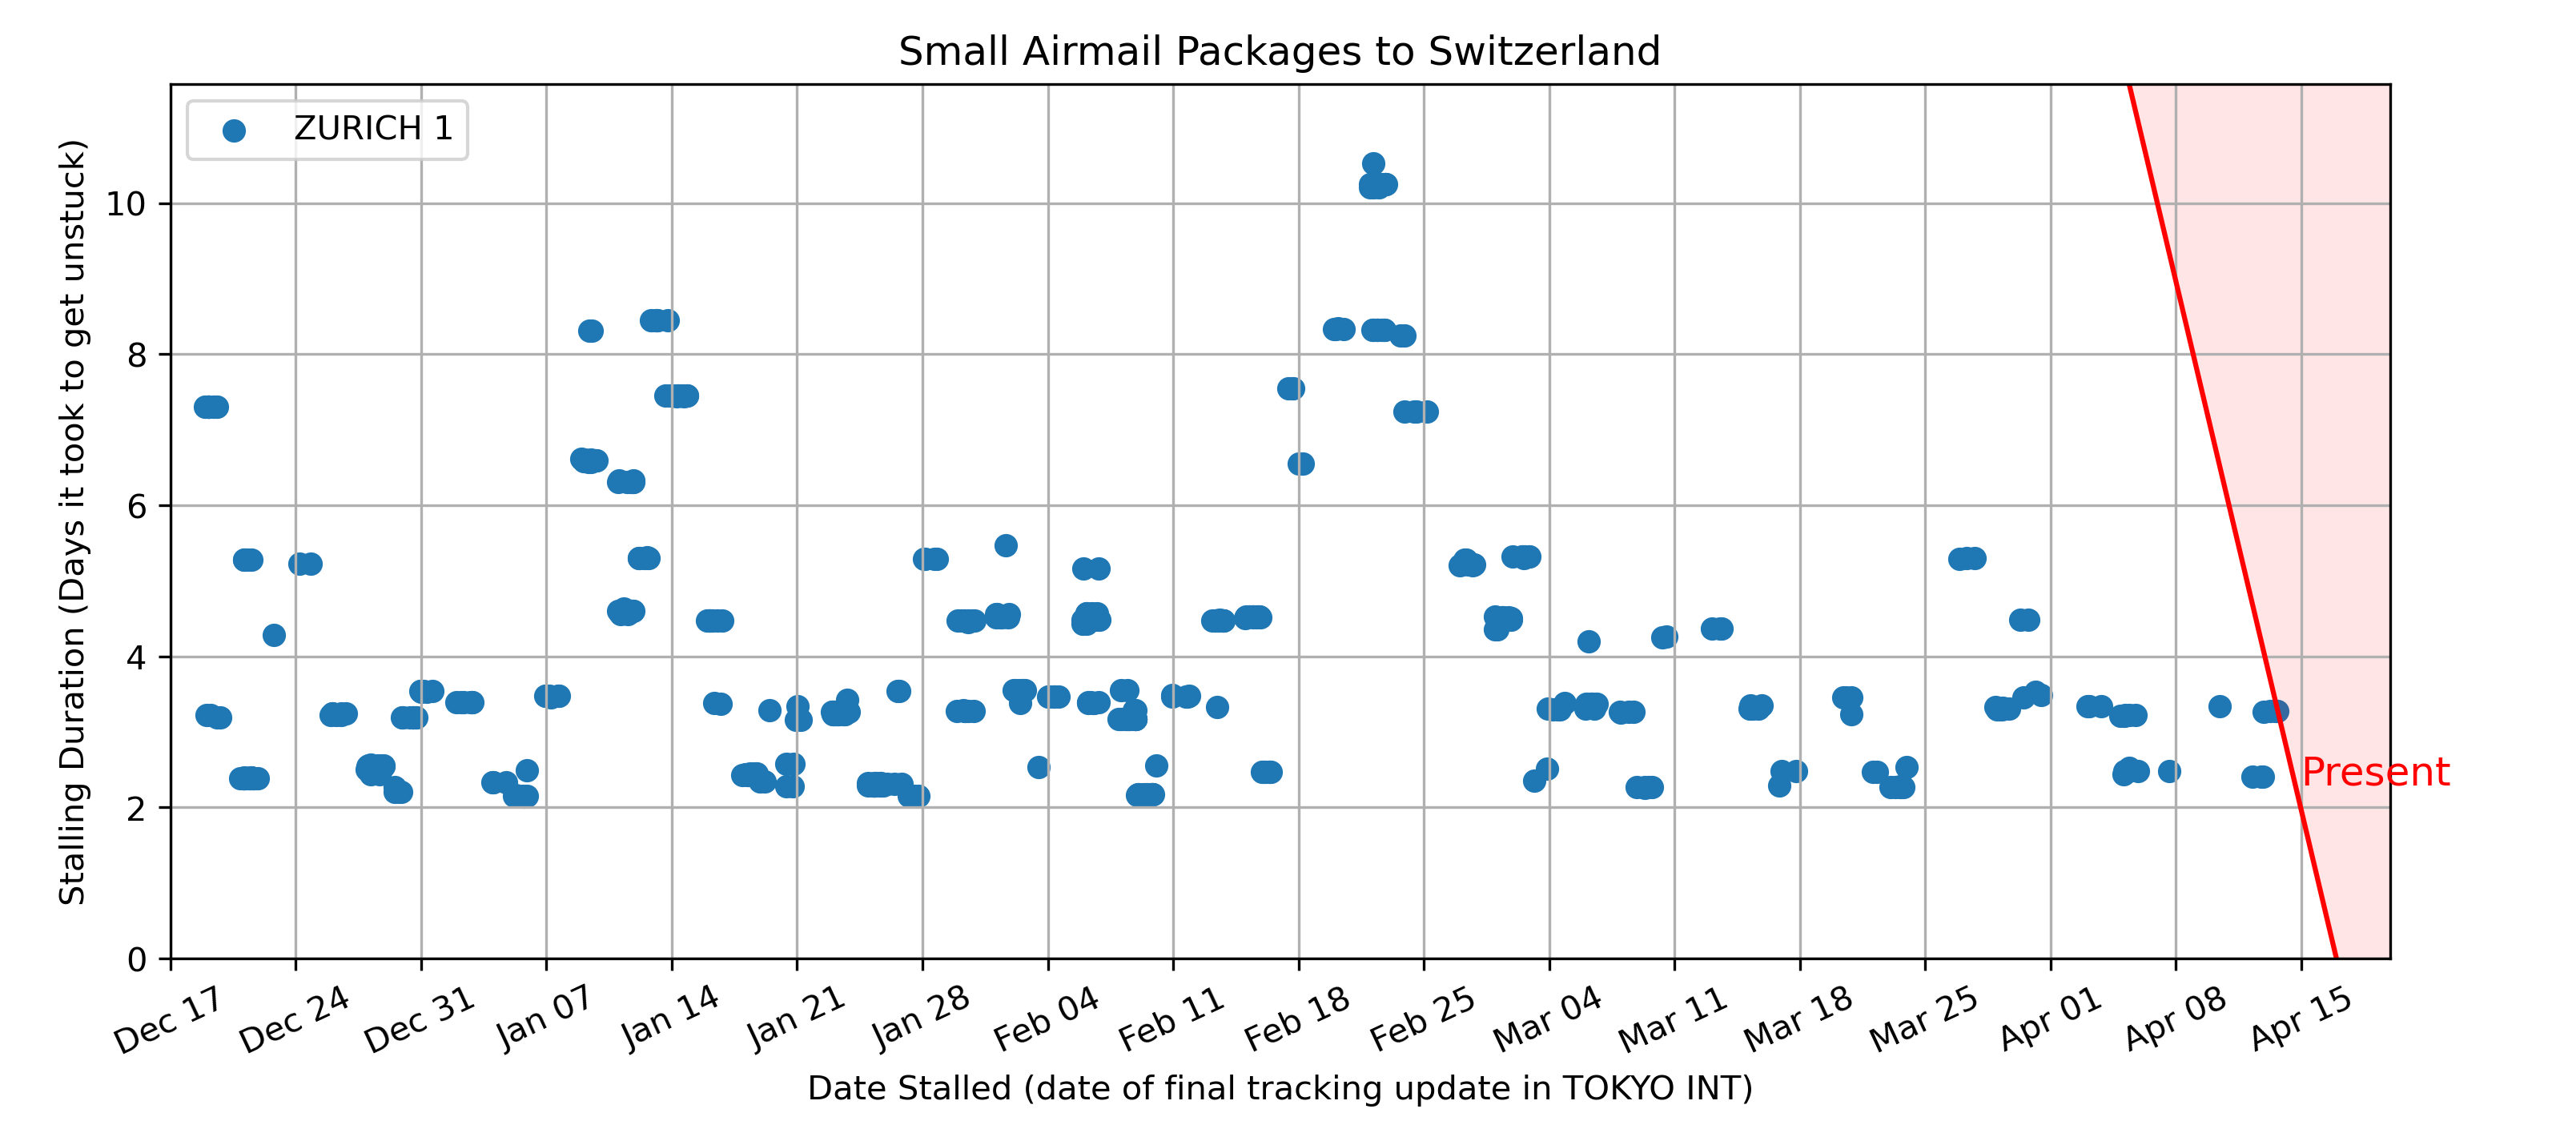 Small Airmail Packages to Switzerland
ZURICH 1
Stalling Duration (Days it took to get unstuck)
10
8
6
4
2
0
Present
Dec 17
Dec 24
Dec 31
Jan 07
Jan 14
Jan 21
Jan 28
Feb 04
Feb 11
Feb 18
Feb 25
Mar 04
Mar 11
Mar 18
Mar 25
Apr 01
Apr 08
Apr 15
Date Stalled (date of final tracking update in TOKYO INT)